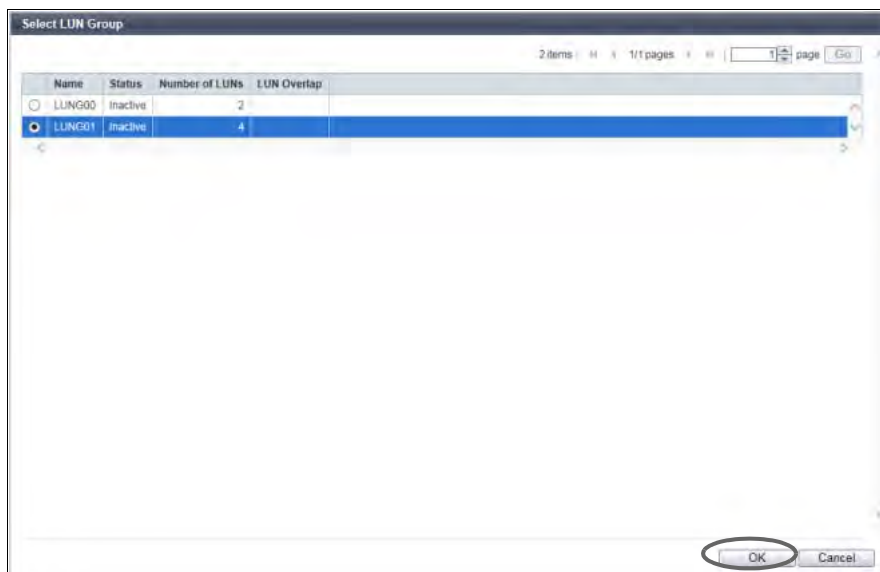 Select LUN Group
2 items 1/1 pages 1 page Go
Name Status Number of LUNs LUN Overlap
LUNG00 Inactive 2
LUNG01 Inactive 4
OK Cancel